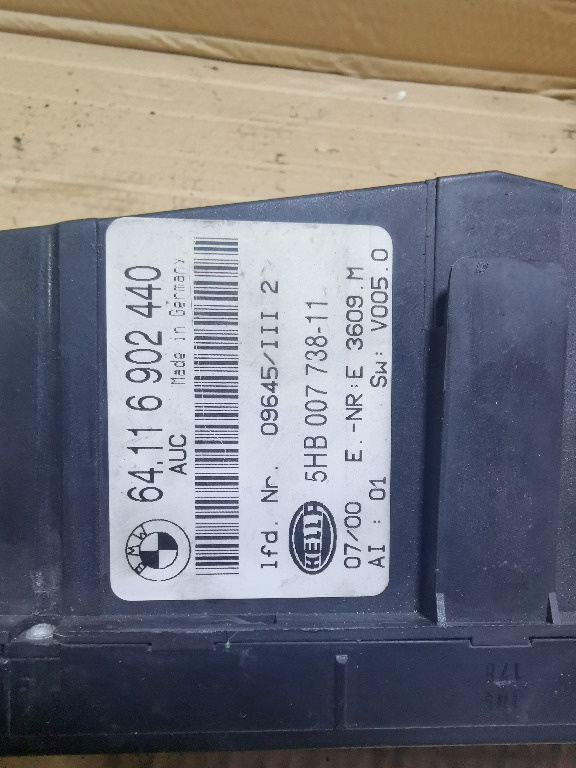 BMW
64.11 6 902 440
AUC Made in Germany
lfd. Nr. 09645/III 2
HELLA 5HB 007 738-11
07/00 E.-NR:E 3609.M
AI : 01 Sw: V005.0